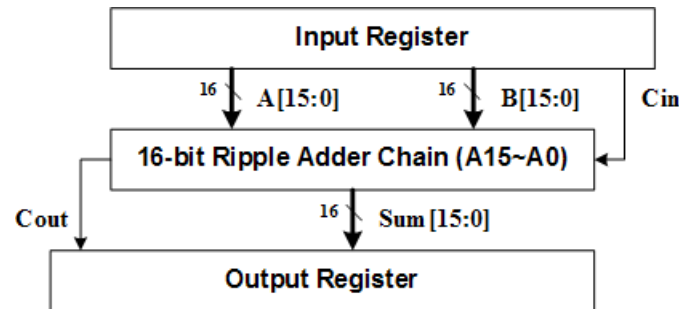 Input Register
16 A[15:0] 16 B[15:0] Cin
16-bit Ripple Adder Chain (A15~A0)
Cout 16 Sum[15:0]
Output Register